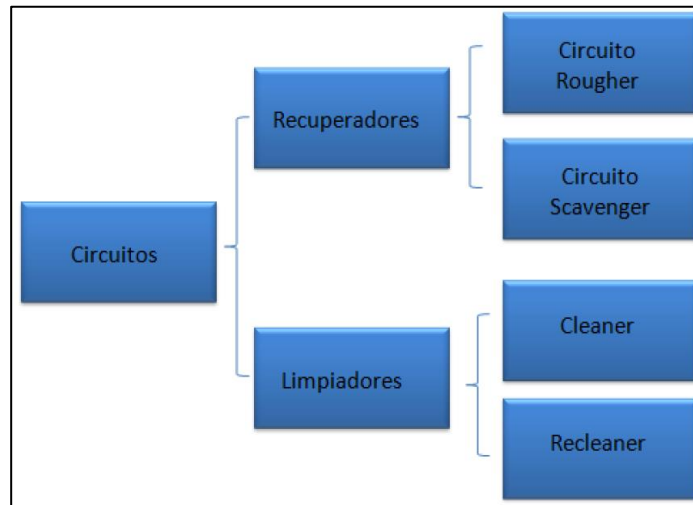 Circuitos
Recuperadores
Circuito
Rougher
Circuito
Scavenger
Limpiadores
Cleaner
Recleaner